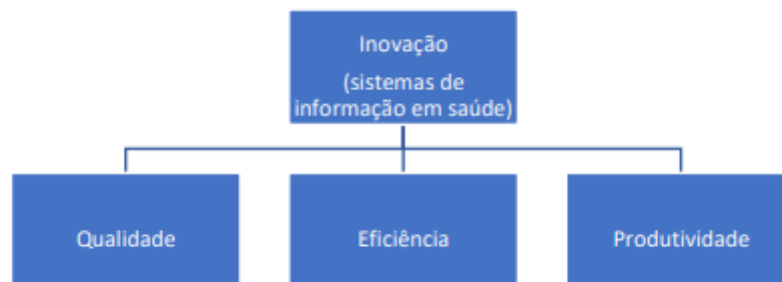 Inovação
(sistemas de
informação em saúde)
Qualidade
Eficiência
Produtividade